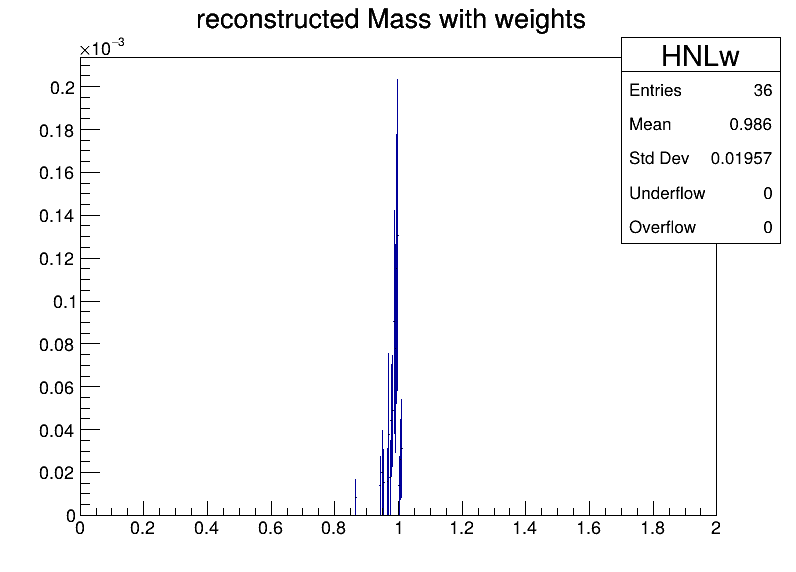 reconstructed Mass with weights
×10⁻³
HNLw
Entries 36
Mean 0.986
Std Dev 0.01957
Underflow 0
Overflow 0
0.2
0.18
0.16
0.14
0.12
0.1
0.08
0.06
0.04
0.02
0
0 0.2 0.4 0.6 0.8 1 1.2 1.4 1.6 1.8 2